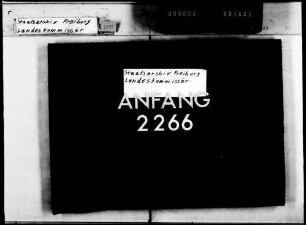 Staatsarchiv Freiburg
Landeskommissär
Staatsarchiv Freiburg
Landeskommissär
ANFANG
2266